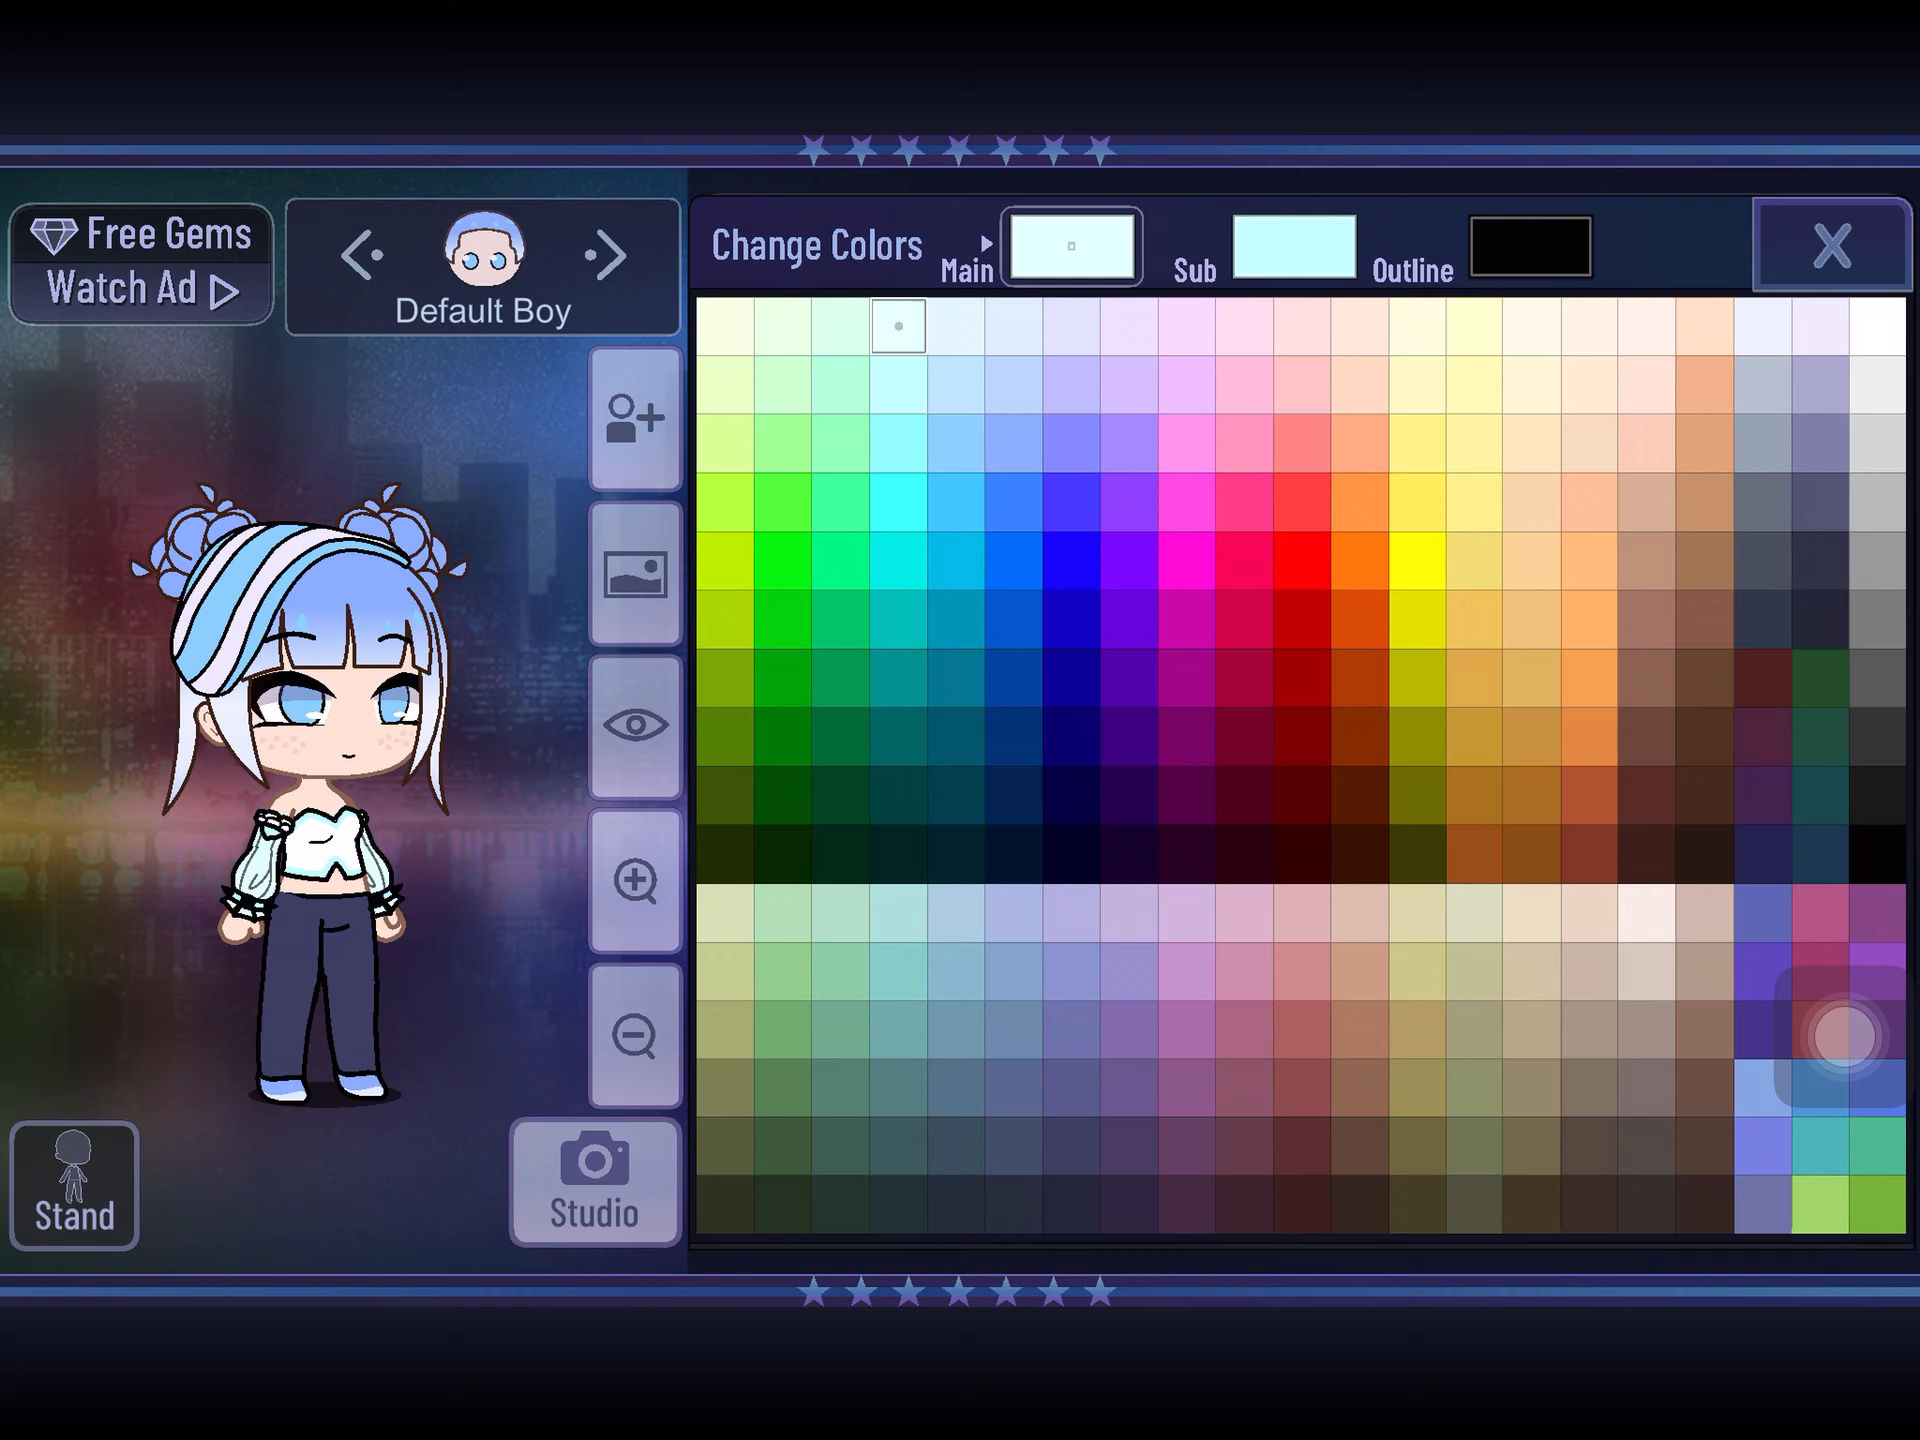 Free Gems
Watch Ad
Default Boy
Change Colors
Main
Sub
Outline
X
Stand
Studio